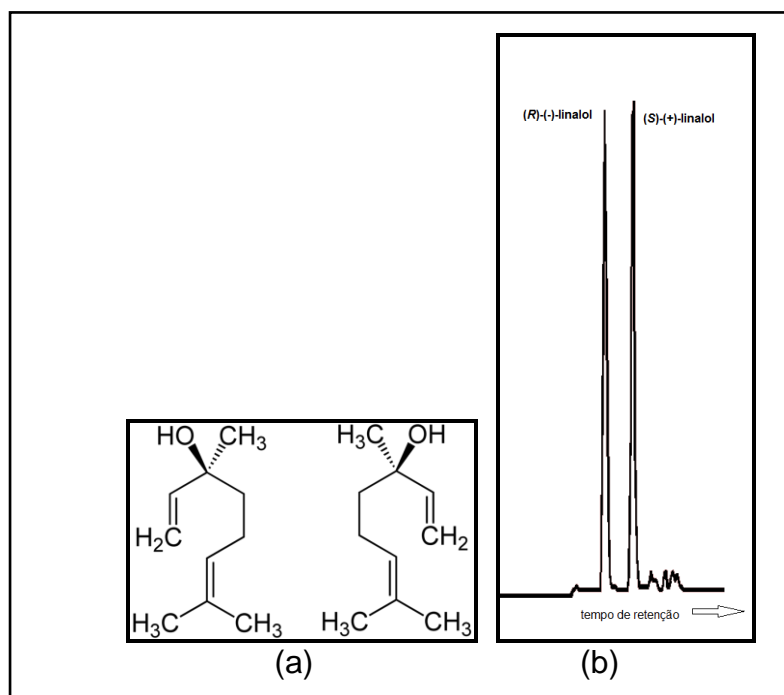 (R)-(-)-linalol
(S)-(+)-linalol
tempo de retenção
HO
CH3
H2C
H3C
CH3
H3C
OH
CH2
H3C
CH3
(a)
(b)